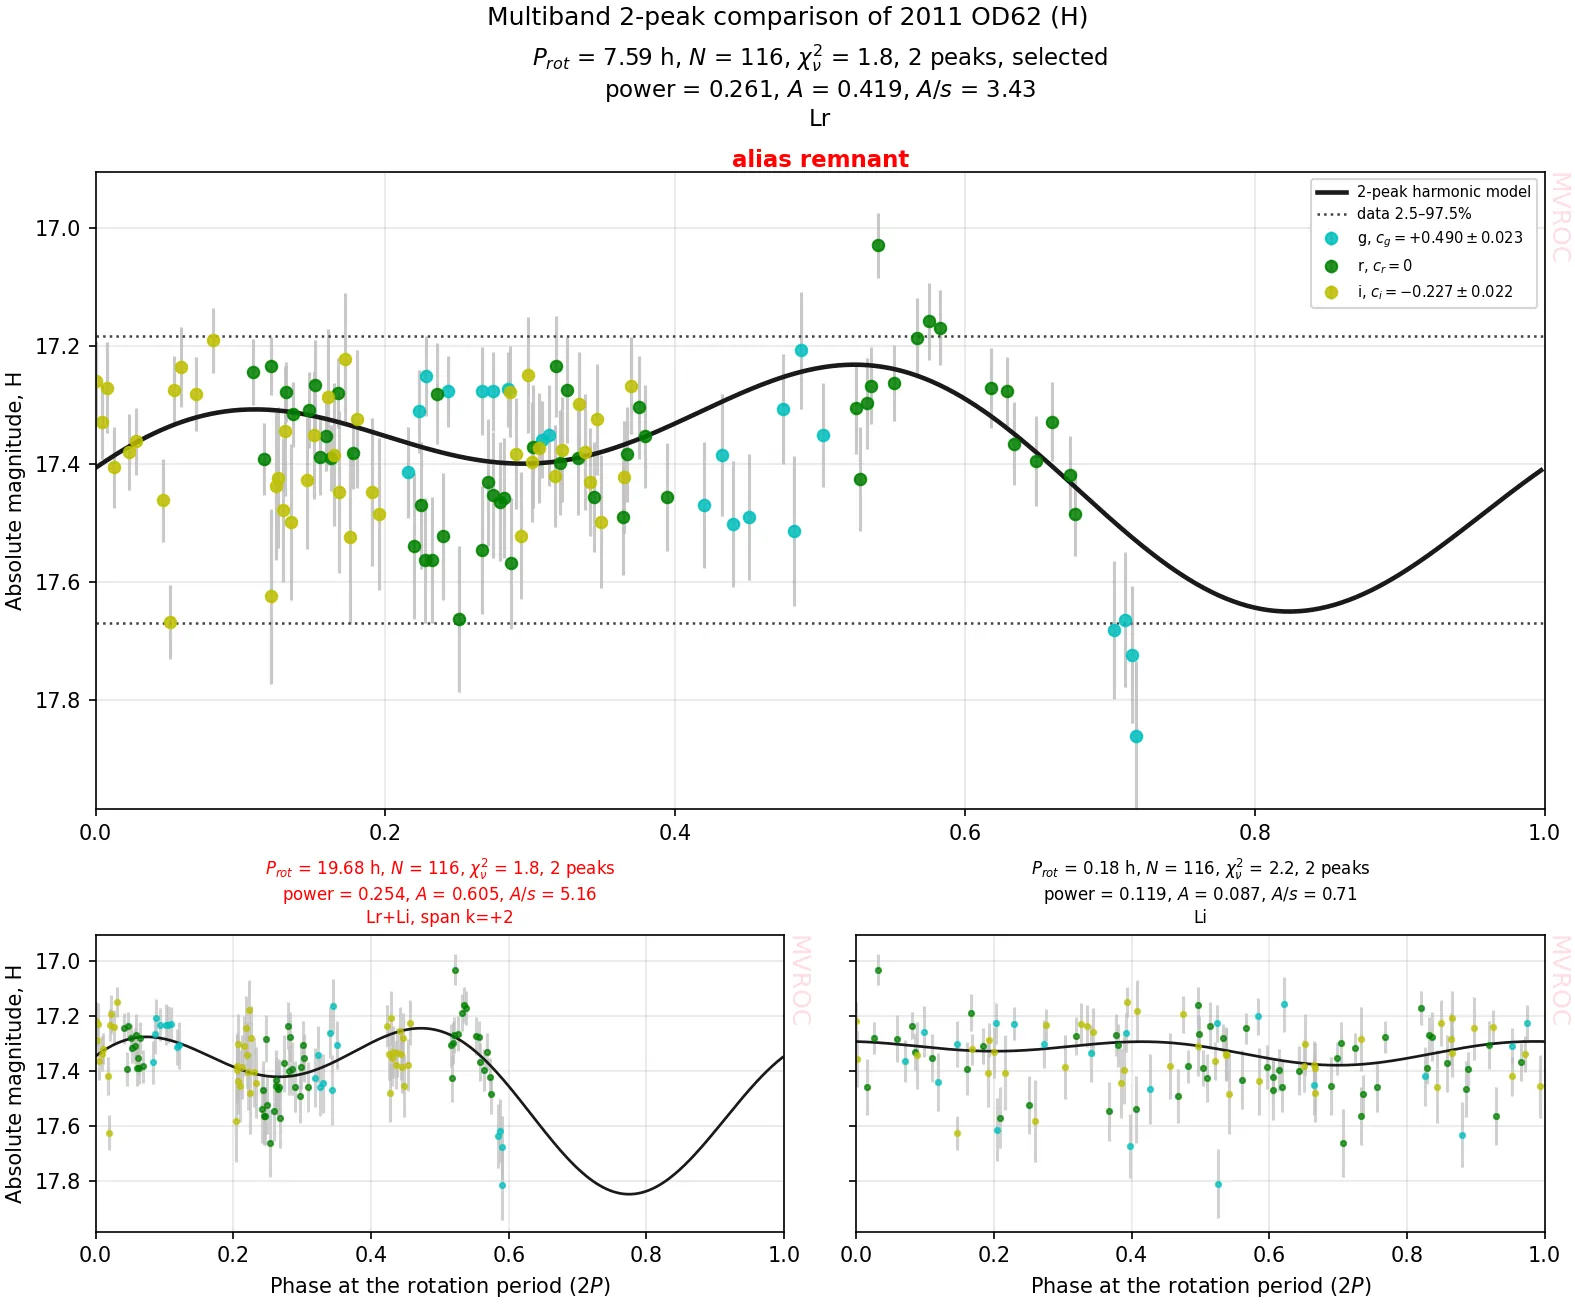 Multiband 2-peak comparison of 2011 OD62 (H)
P_rot = 7.59 h, N = 116, χ²_ν = 1.8, 2 peaks, selected
power = 0.261, A = 0.419, A/s = 3.43
Lr
alias remnant
MVROC
2-peak harmonic model
data 2.5–97.5%
g, c_g = +0.490 ± 0.023
r, c_r = 0
i, c_i = −0.227 ± 0.022
Absolute magnitude, H
17.0
17.2
17.4
17.6
17.8
0.0 0.2 0.4 0.6 0.8 1.0
P_rot = 19.68 h, N = 116, χ²_ν = 1.8, 2 peaks
power = 0.254, A = 0.605, A/s = 5.16
Lr+Li, span k=+2
MVROC
Absolute magnitude, H
17.0
17.2
17.4
17.6
17.8
0.0 0.2 0.4 0.6 0.8 1.0
Phase at the rotation period (2P)
P_rot = 0.18 h, N = 116, χ²_ν = 2.2, 2 peaks
power = 0.119, A = 0.087, A/s = 0.71
Li
MVROC
0.0 0.2 0.4 0.6 0.8 1.0
Phase at the rotation period (2P)